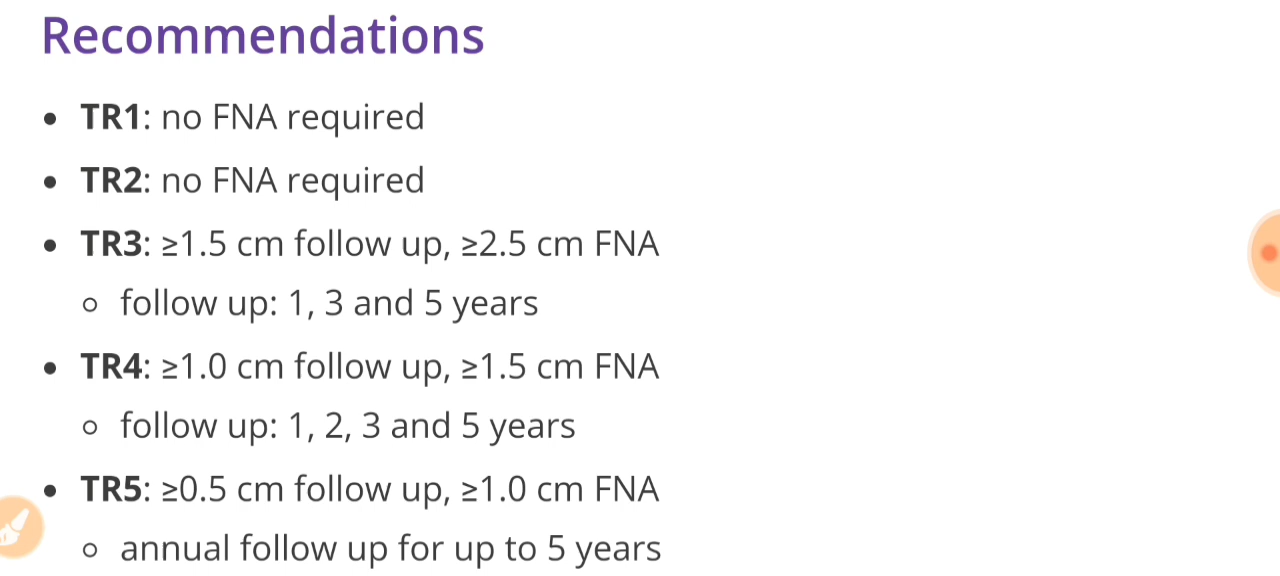 Recommendations
• TR1: no FNA required
• TR2: no FNA required
• TR3: ≥1.5 cm follow up, ≥2.5 cm FNA
o follow up: 1, 3 and 5 years
• TR4: ≥1.0 cm follow up, ≥1.5 cm FNA
o follow up: 1, 2, 3 and 5 years
• TR5: ≥0.5 cm follow up, ≥1.0 cm FNA
o annual follow up for up to 5 years